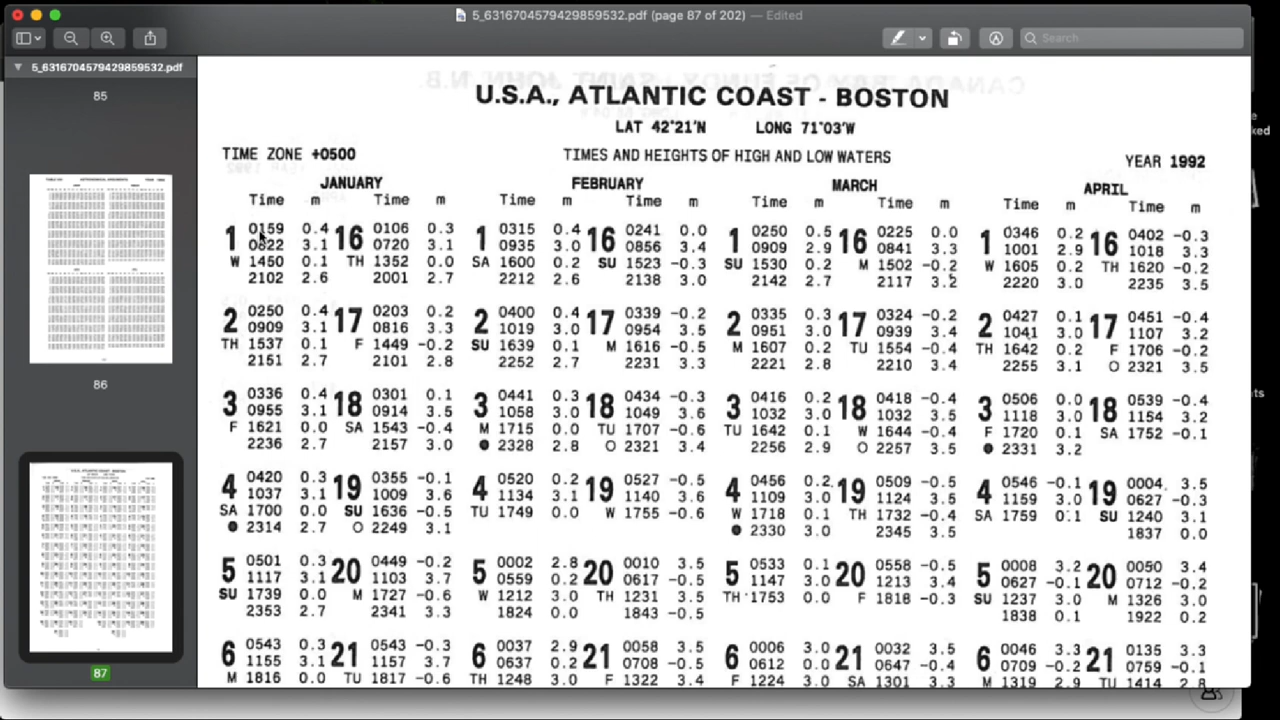 5_6316704579429859532.pdf (page 87 of 202) — Edited
Search
5_6316704579429859532.pdf
85
86
87
U.S.A., ATLANTIC COAST - BOSTON
LAT 42°21'N LONG 71°03'W
TIME ZONE +0500 TIMES AND HEIGHTS OF HIGH AND LOW WATERS YEAR 1992
JANUARY FEBRUARY MARCH APRIL
Time m Time m Time m Time m Time m Time m Time m Time m
1 0159 0.4 16 0106 0.3 1 0315 0.4 16 0241 0.0 1 0250 0.5 16 0225 0.0 1 0346 0.2 16 0402 -0.3
0822 3.1 0720 3.1 0935 3.0 0856 3.4 0909 2.9 0841 3.3 1001 2.9 1018 3.3
W 1450 0.1 TH 1352 0.0 SA 1600 0.2 SU 1523 -0.3 SU 1530 0.2 M 1502 -0.2 W 1605 0.2 TH 1620 -0.2
2102 2.6 2001 2.7 2212 2.6 2138 3.0 2142 2.7 2117 3.2 2220 3.0 2235 3.5
2 0250 0.4 17 0203 0.2 2 0400 0.4 17 0339 -0.2 2 0335 0.3 17 0324 -0.2 2 0427 0.1 17 0451 -0.4
0909 3.1 0816 3.3 1019 3.0 0954 3.5 0951 3.0 0939 3.4 1041 3.0 1107 3.2
TH 1537 0.1 F 1449 -0.2 SU 1639 0.1 M 1616 -0.5 M 1607 0.2 TU 1554 -0.4 TH 1642 0.2 F 1706 -0.2
2151 2.7 2101 2.8 2252 2.7 2231 3.3 2221 2.8 2210 3.4 2255 3.1 O 2321 3.5
3 0336 0.4 18 0301 0.1 3 0441 0.3 18 0434 -0.3 3 0416 0.2 18 0418 -0.4 3 0506 0.0 18 0539 -0.4
0955 3.1 0914 3.5 1058 3.0 1049 3.6 1032 3.0 1032 3.5 1118 3.0 1154 3.2
F 1621 0.0 SA 1543 -0.4 M 1715 0.0 TU 1707 -0.6 TU 1642 0.1 W 1644 -0.4 F 1720 0.1 SA 1752 -0.1
2236 2.7 2157 3.0 ● 2328 2.8 O 2321 3.4 2256 2.9 O 2257 3.5 ● 2331 3.2
4 0420 0.3 19 0355 -0.1 4 0520 0.2 19 0527 -0.5 4 0456 0.2 19 0509 -0.5 4 0546 -0.1 19 0004 3.5
1037 3.1 1009 3.6 1134 3.1 1140 3.6 1109 3.0 1124 3.5 1159 3.0 0627 -0.3
SA 1700 0.0 SU 1636 -0.5 TU 1749 0.0 W 1755 -0.6 W 1718 0.1 TH 1732 -0.4 SA 1759 0.1 SU 1240 3.1
● 2314 2.7 O 2249 3.1 ● 2330 3.0 2345 3.5 1837 0.0
5 0501 0.3 20 0449 -0.2 5 0002 2.8 20 0010 3.5 5 0533 0.1 20 0558 -0.5 5 0008 3.2 20 0050 3.4
1117 3.1 1103 3.7 0559 0.2 0617 -0.5 1147 3.0 1213 3.4 0627 -0.1 0712 -0.2
SU 1739 0.0 M 1727 -0.6 W 1212 3.0 TH 1231 3.5 TH 1753 0.0 F 1818 -0.3 SU 1237 3.0 M 1326 3.0
2353 2.7 2341 3.3 1824 0.0 1843 -0.5 1838 0.1 1922 0.2
6 0543 0.3 21 0543 -0.3 6 0037 2.9 21 0058 3.5 6 0006 3.0 21 0032 3.5 6 0046 3.3 21 0135 3.3
1155 3.1 1157 3.7 0637 0.2 0708 -0.5 0612 0.0 0647 -0.4 0709 -0.2 0759 -0.1
M 1816 0.0 TU 1817 -0.6 TH 1248 3.0 F 1322 3.4 F 1224 3.0 SA 1301 3.3 M 1319 2.9 TU 1414 2.8